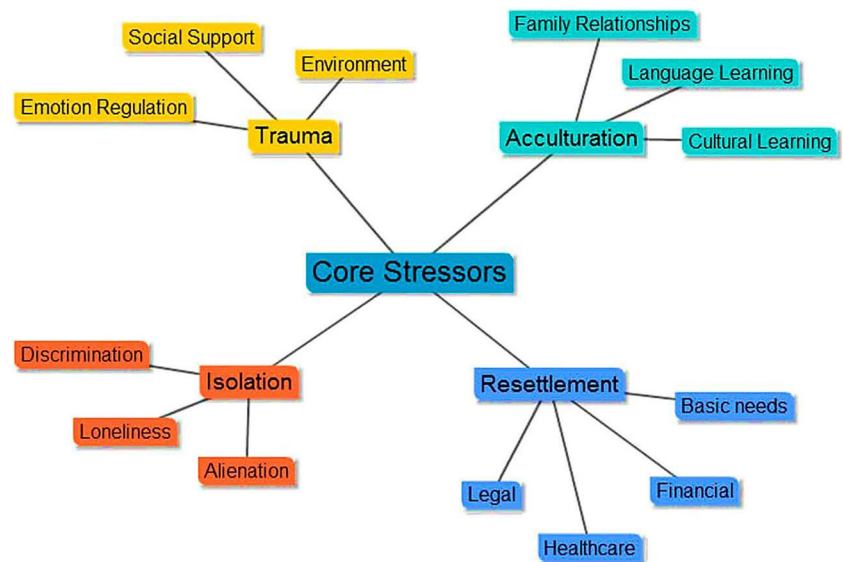 Social Support
Environment
Emotion Regulation
Trauma
Family Relationships
Language Learning
Acculturation
Cultural Learning
Core Stressors
Discrimination
Isolation
Loneliness
Alienation
Resettlement
Basic needs
Legal
Financial
Healthcare